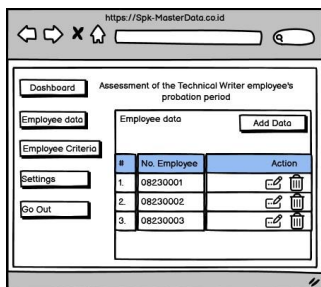 https://Spk-MasterData.co.id
Dashboard
Assessment of the Technical Writer employee's
probation period
Employee data
Employee Criteria
Settings
Go Out
Employee data
Add Data
# No. Employee Action
1. 08230001
2. 08230002
3. 08230003